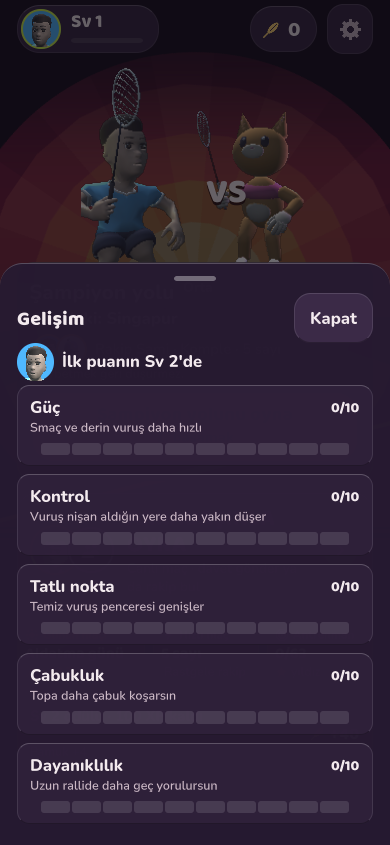 Sv 1
0
VS
Gelişim
Kapat
İlk puanın Sv 2'de
Güç
0/10
Smaç ve derin vuruş daha hızlı
Kontrol
0/10
Vuruş nişan aldığın yere daha yakın düşer
Tatlı nokta
0/10
Temiz vuruş penceresi genişler
Çabukluk
0/10
Topa daha çabuk koşarsın
Dayanıklılık
0/10
Uzun rallide daha geç yorulursun